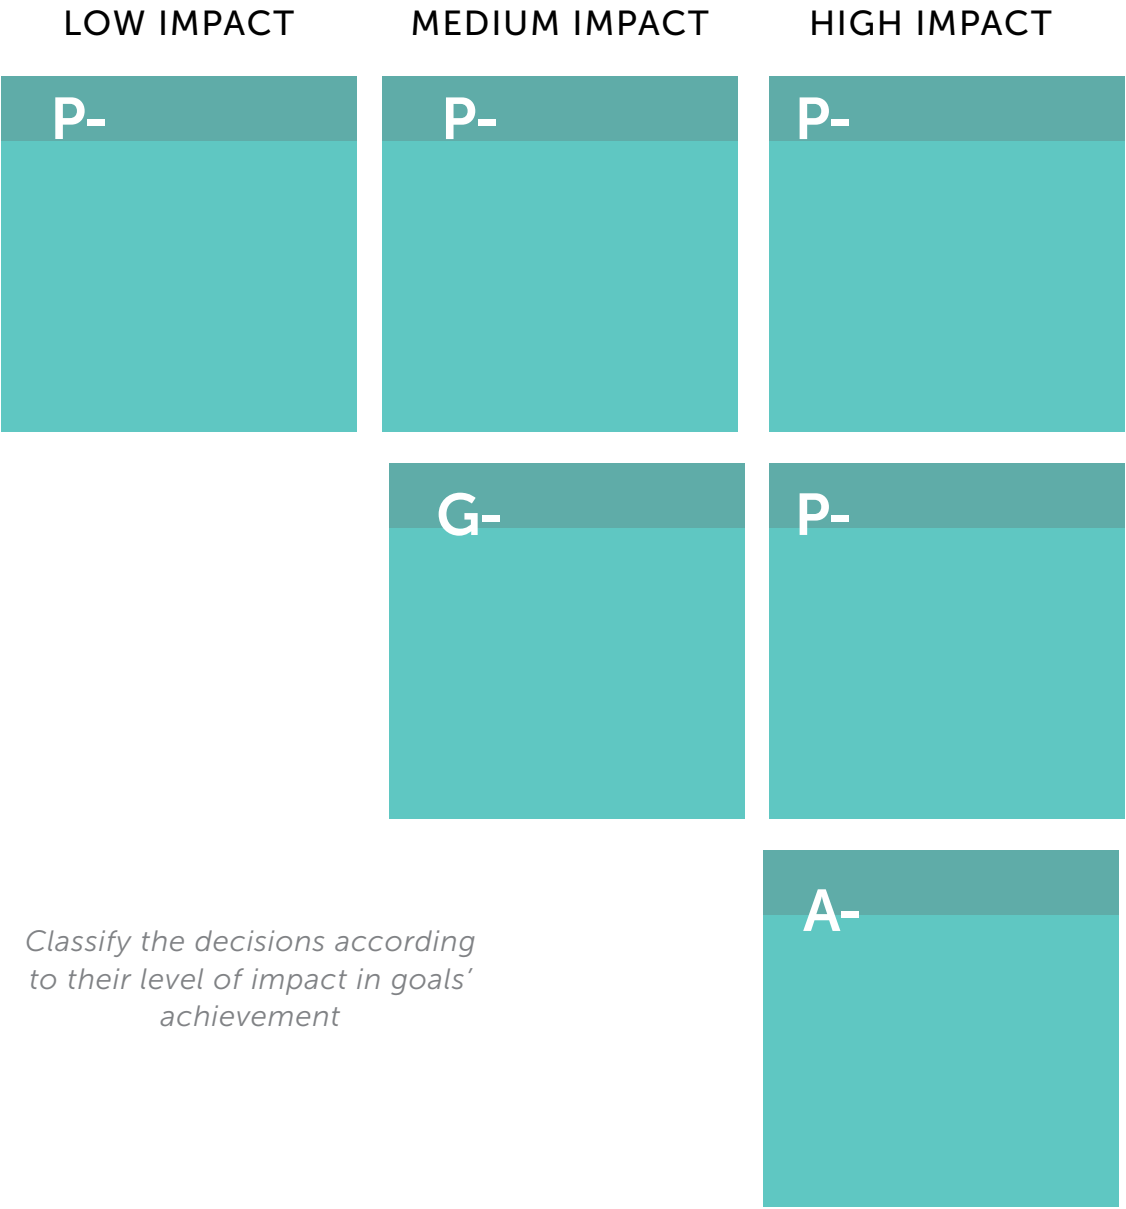 LOW IMPACT MEDIUM IMPACT HIGH IMPACT
P- P- P-
G- P-
A-
Classify the decisions according
to their level of impact in goals’
achievement